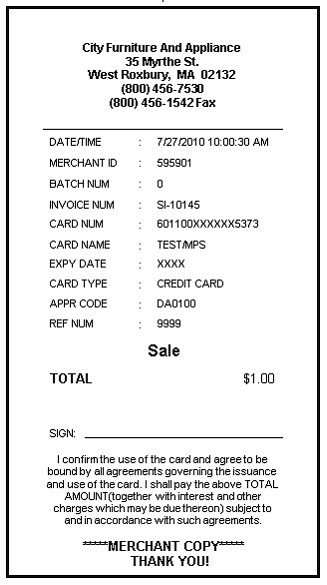 City Furniture And Appliance
35 Myrthe St.
West Roxbury, MA 02132
(800) 456-7530
(800) 456-1542 Fax
DATE/TIME : 7/27/2010 10:00:30 AM
MERCHANT ID : 595901
BATCH NUM : 0
INVOICE NUM : SI-10145
CARD NUM : 601100XXXXXX5373
CARD NAME : TEST/MPS
EXPY DATE : XXXX
CARD TYPE : CREDIT CARD
APPR CODE : DA0100
REF NUM : 9999
Sale
TOTAL $1.00
SIGN:
I confirm the use of the card and agree to be
bound by all agreements governing the issuance
and use of the card. I shall pay the above TOTAL
AMOUNT(together with interest and other
charges which may be due thereon) subject to
and in accordance with such agreements.
*****MERCHANT COPY*****
THANK YOU!